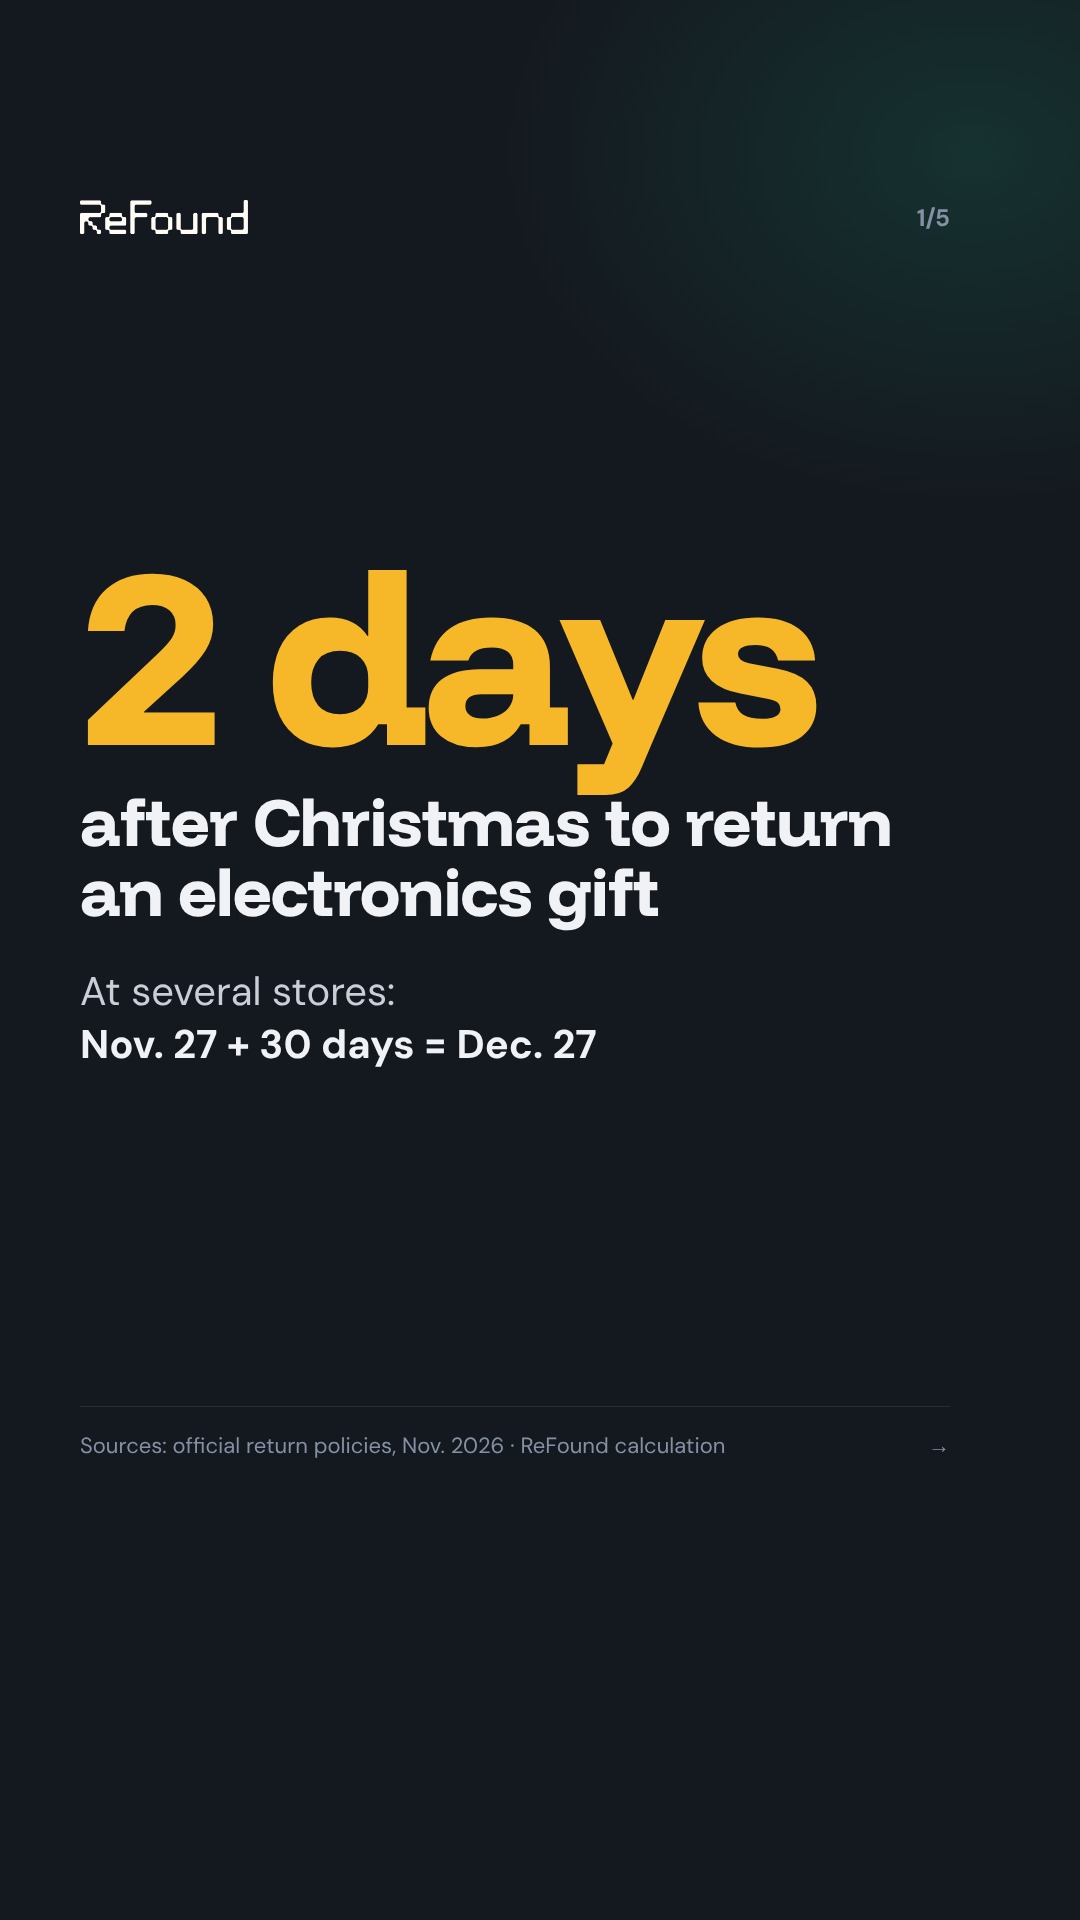 ReFound
1/5
2 days
after Christmas to return
an electronics gift
At several stores:
Nov. 27 + 30 days = Dec. 27
Sources: official return policies, Nov. 2026 · ReFound calculation →